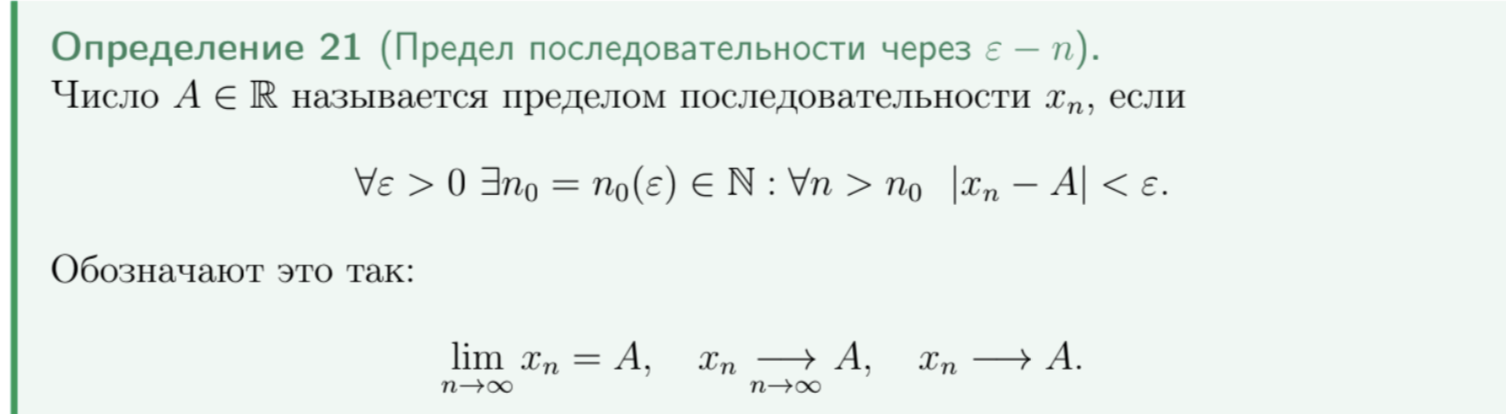 Определение 21 (Предел последовательности через ε − n).
Число A ∈ ℝ называется пределом последовательности xₙ, если
∀ε > 0 ∃n₀ = n₀(ε) ∈ ℕ : ∀n > n₀ |xₙ − A| < ε.
Обозначают это так:
lim xₙ = A, xₙ ⟶ A, xₙ ⟶ A.
n→∞ n→∞